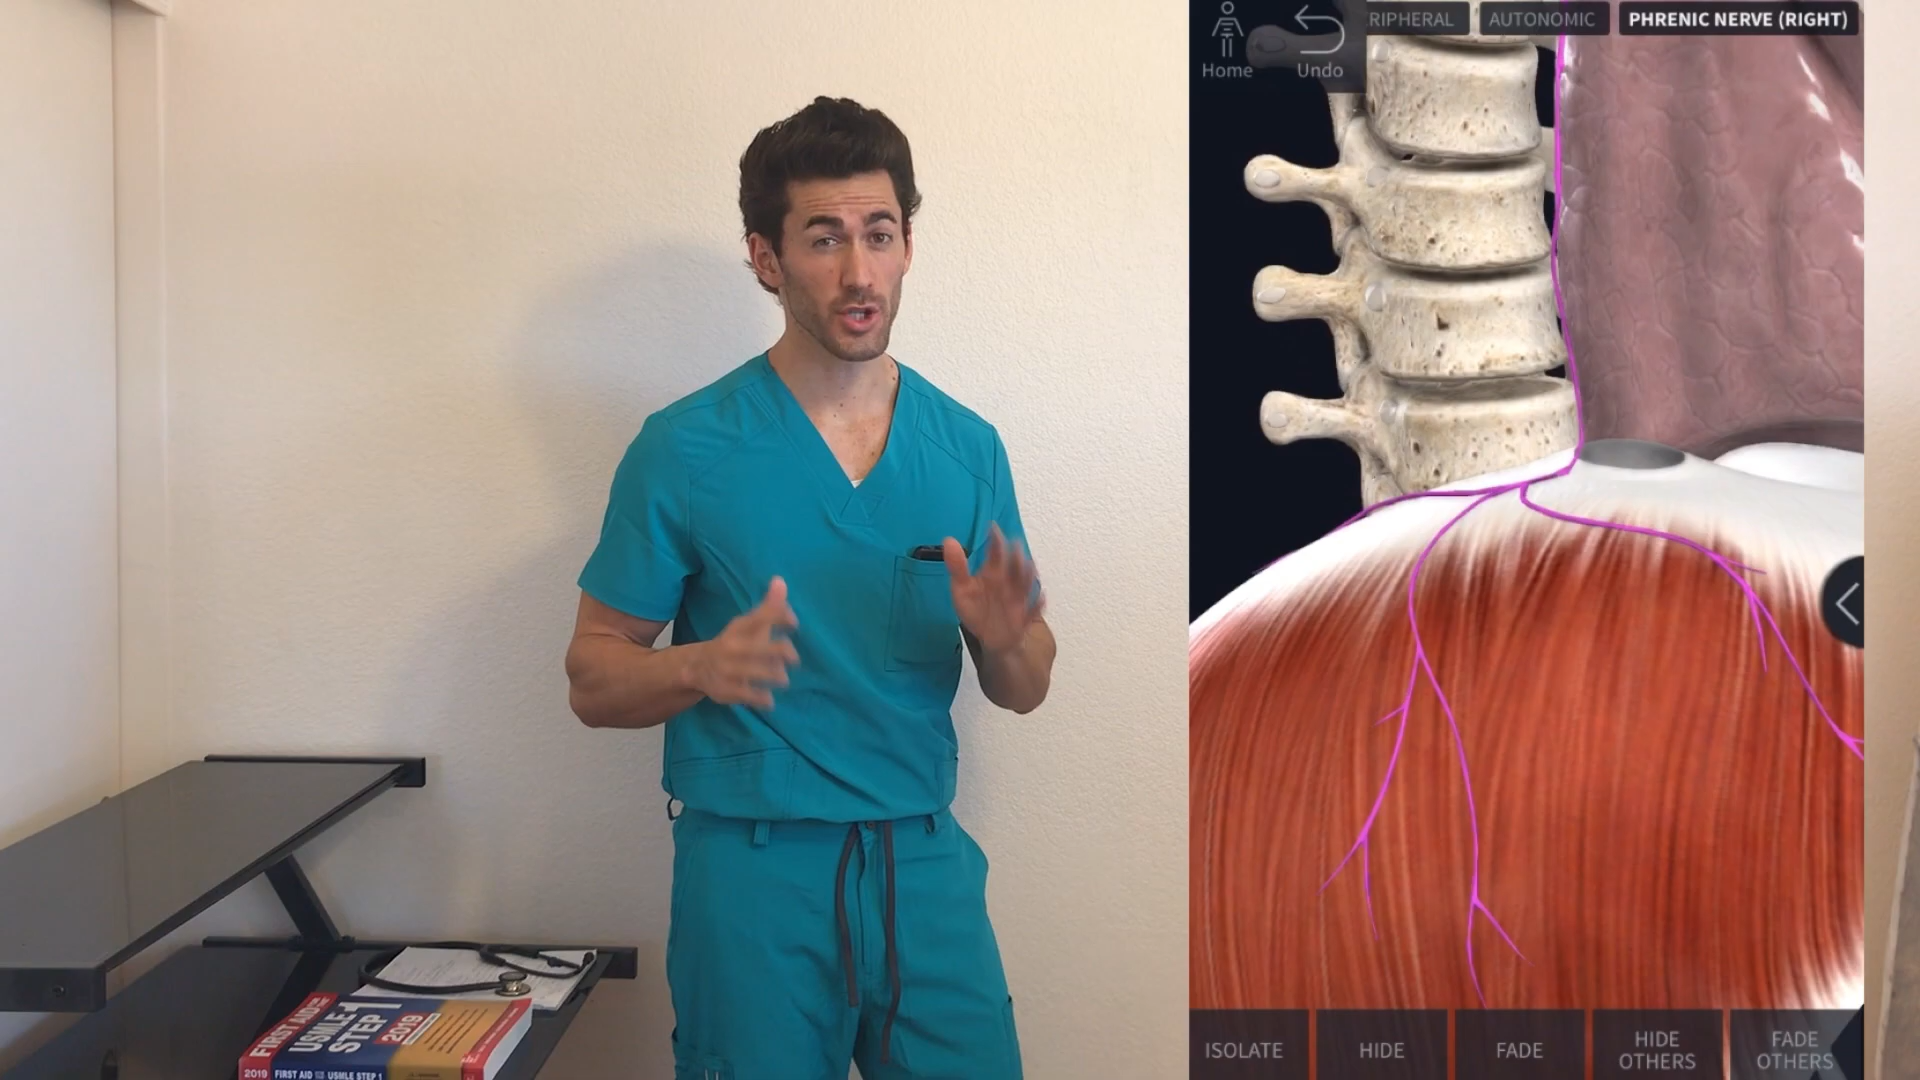 RIPHERAL
AUTONOMIC
PHRENIC NERVE (RIGHT)
Home
Undo
ISOLATE
HIDE
FADE
HIDE
OTHERS
FADE
OTHERS
FIRST AID
USMLE
STEP 1
2019
2019
FIRST AID
USMLE STEP 1